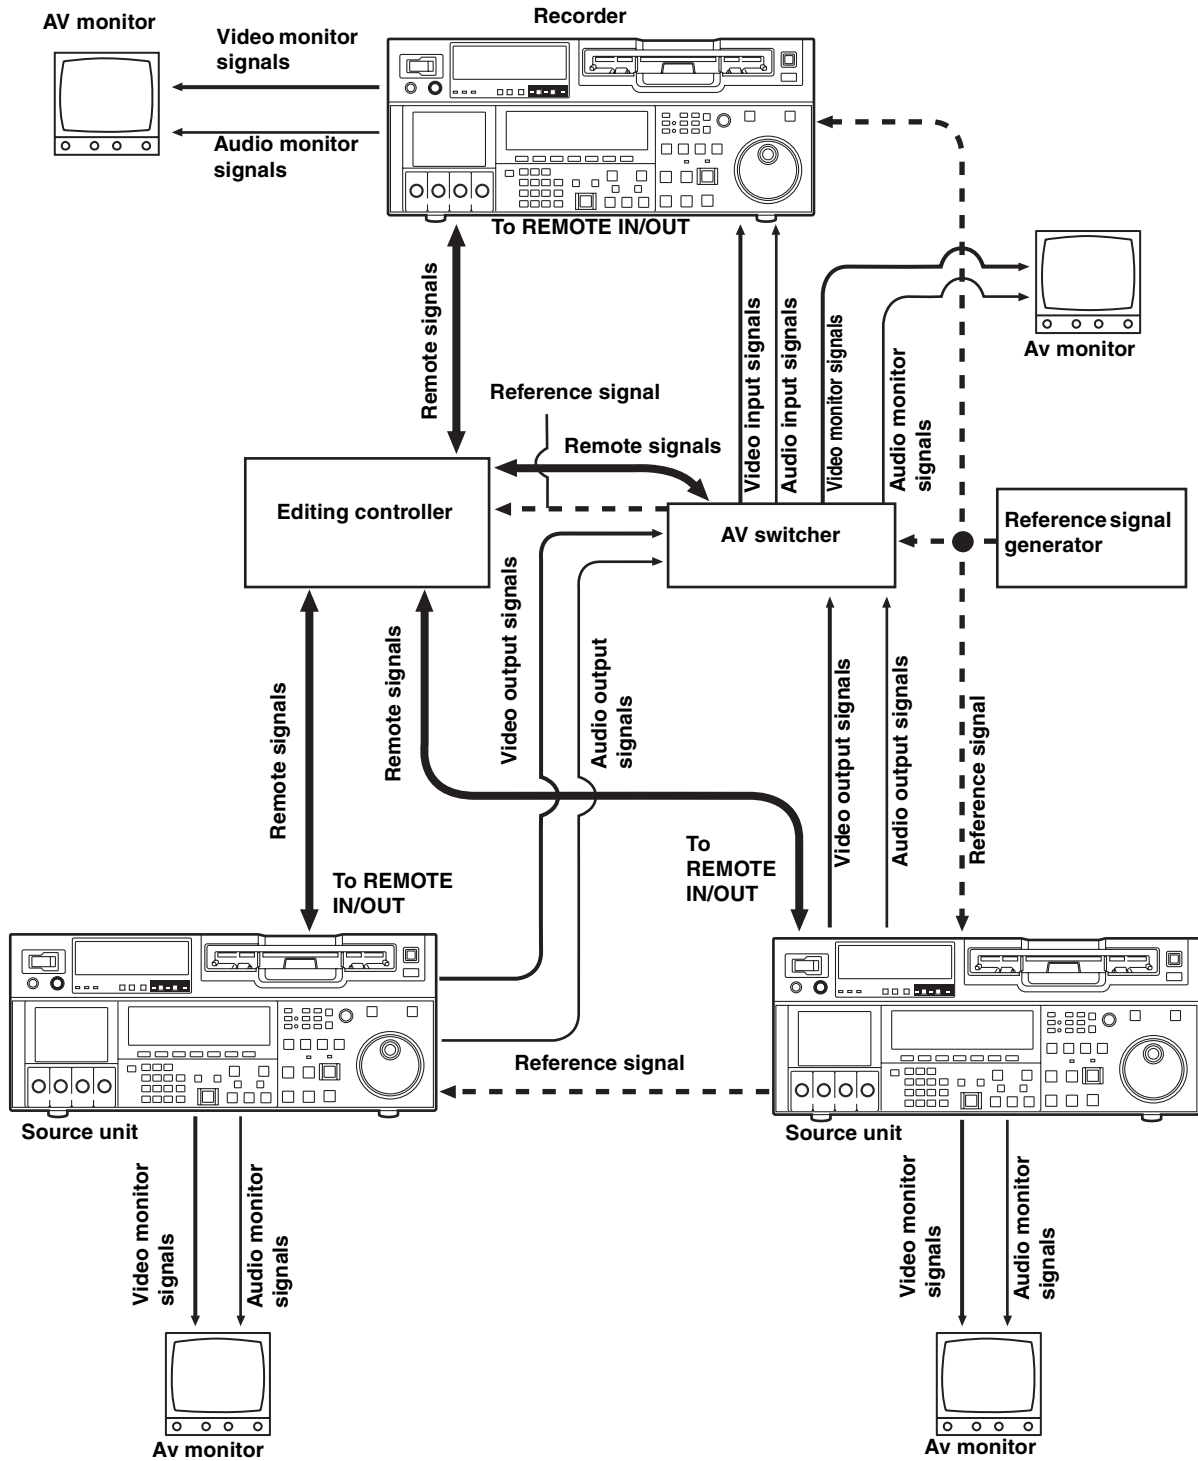 Recorder
AV monitor
Video monitor
signals
Audio monitor
signals
To REMOTE IN/OUT
Remote signals
Video input signals
Audio input signals
Video monitor signals
Audio monitor
signals
Av monitor
Reference signal
Remote signals
Editing controller
AV switcher
Reference signal
generator
Remote signals
Remote signals
Video output signals
Audio output
signals
Video output signals
Audio output signals
Reference signal
To REMOTE
IN/OUT
To
REMOTE
IN/OUT
Reference signal
Source unit
Source unit
Video monitor
signals
Audio monitor
signals
Video monitor
signals
Audio monitor
signals
Av monitor
Av monitor